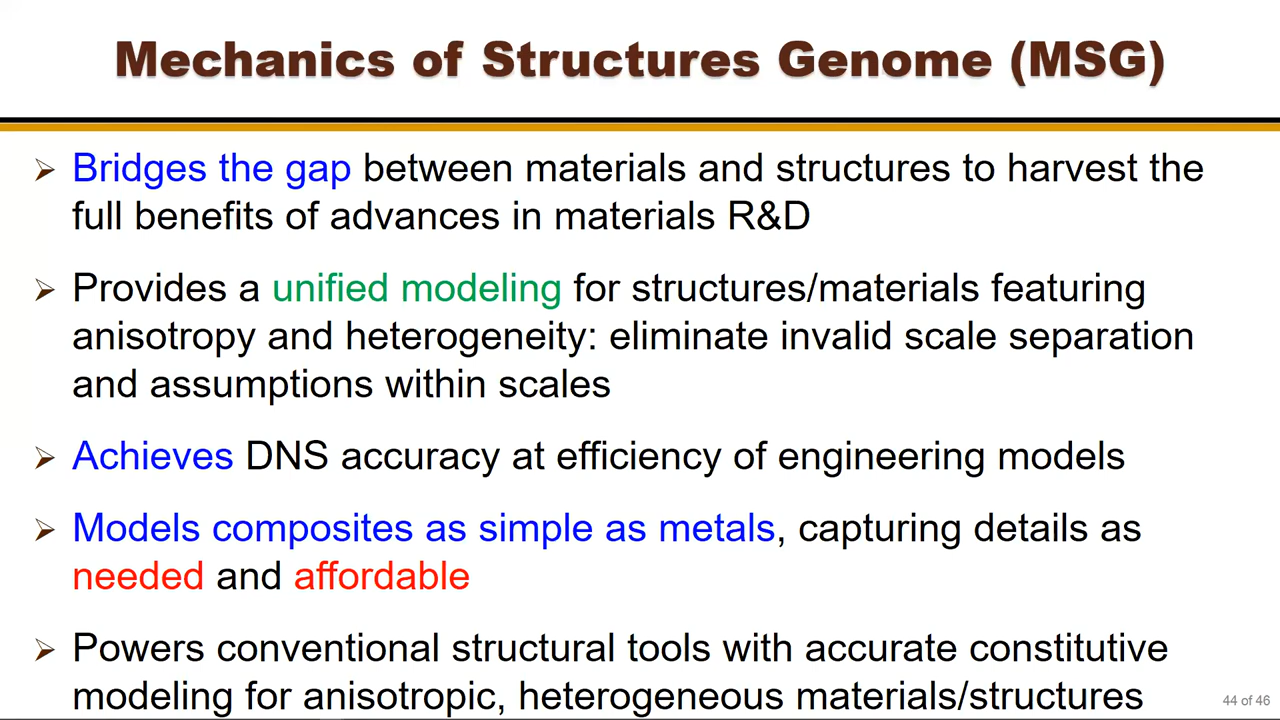 Mechanics of Structures Genome (MSG)
Bridges the gap between materials and structures to harvest the
full benefits of advances in materials R&D
Provides a unified modeling for structures/materials featuring
anisotropy and heterogeneity: eliminate invalid scale separation
and assumptions within scales
Achieves DNS accuracy at efficiency of engineering models
Models composites as simple as metals, capturing details as
needed and affordable
Powers conventional structural tools with accurate constitutive
modeling for anisotropic, heterogeneous materials/structures
44 of 46